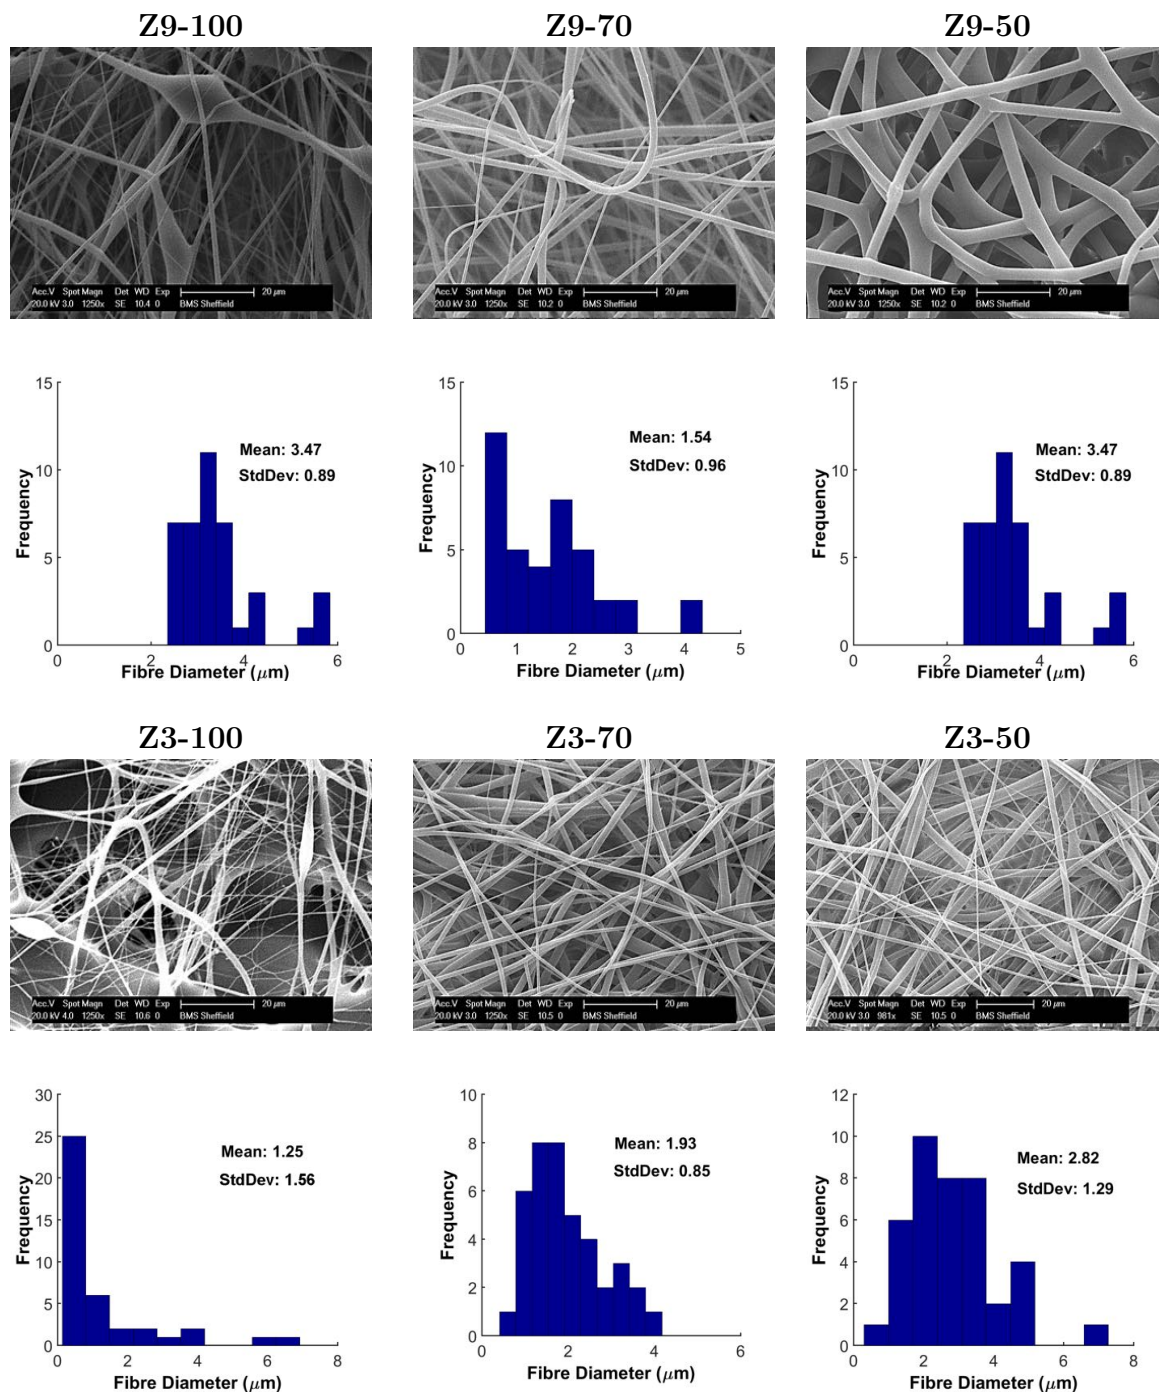 Z9-100 Z9-70 Z9-50
Acc.V Spot Magn Det WD Exp 20 µm
20.0 kV 3.0 1250x SE 10.4 0 BMS Sheffield
Acc.V Spot Magn Det WD Exp 20 µm
20.0 kV 3.0 1250x SE 10.2 0 BMS Sheffield
Acc.V Spot Magn Det WD Exp 20 µm
20.0 kV 3.0 1250x SE 10.2 0 BMS Sheffield
15
10
5
0
Frequency
Mean: 3.47
StdDev: 0.89
0 2 4 6
Fibre Diameter (μm)
15
10
5
0
Frequency
Mean: 1.54
StdDev: 0.96
0 1 2 3 4 5
Fibre Diameter (μm)
15
10
5
0
Frequency
Mean: 3.47
StdDev: 0.89
0 2 4 6
Fibre Diameter (μm)
Z3-100 Z3-70 Z3-50
Acc.V Spot Magn Det WD Exp 20 µm
20.0 kV 4.0 1250x SE 10.6 0 BMS Sheffield
Acc.V Spot Magn Det WD Exp 20 µm
20.0 kV 3.0 1250x SE 10.5 0 BMS Sheffield
Acc.V Spot Magn Det WD Exp 20 µm
20.0 kV 3.0 981x SE 10.5 0 BMS Sheffield
30
25
20
15
10
5
0
Frequency
Mean: 1.25
StdDev: 1.56
0 2 4 6 8
Fibre Diameter (μm)
10
8
6
4
2
0
Frequency
Mean: 1.93
StdDev: 0.85
0 2 4 6
Fibre Diameter (μm)
12
10
8
6
4
2
0
Frequency
Mean: 2.82
StdDev: 1.29
0 2 4 6 8
Fibre Diameter (μm)